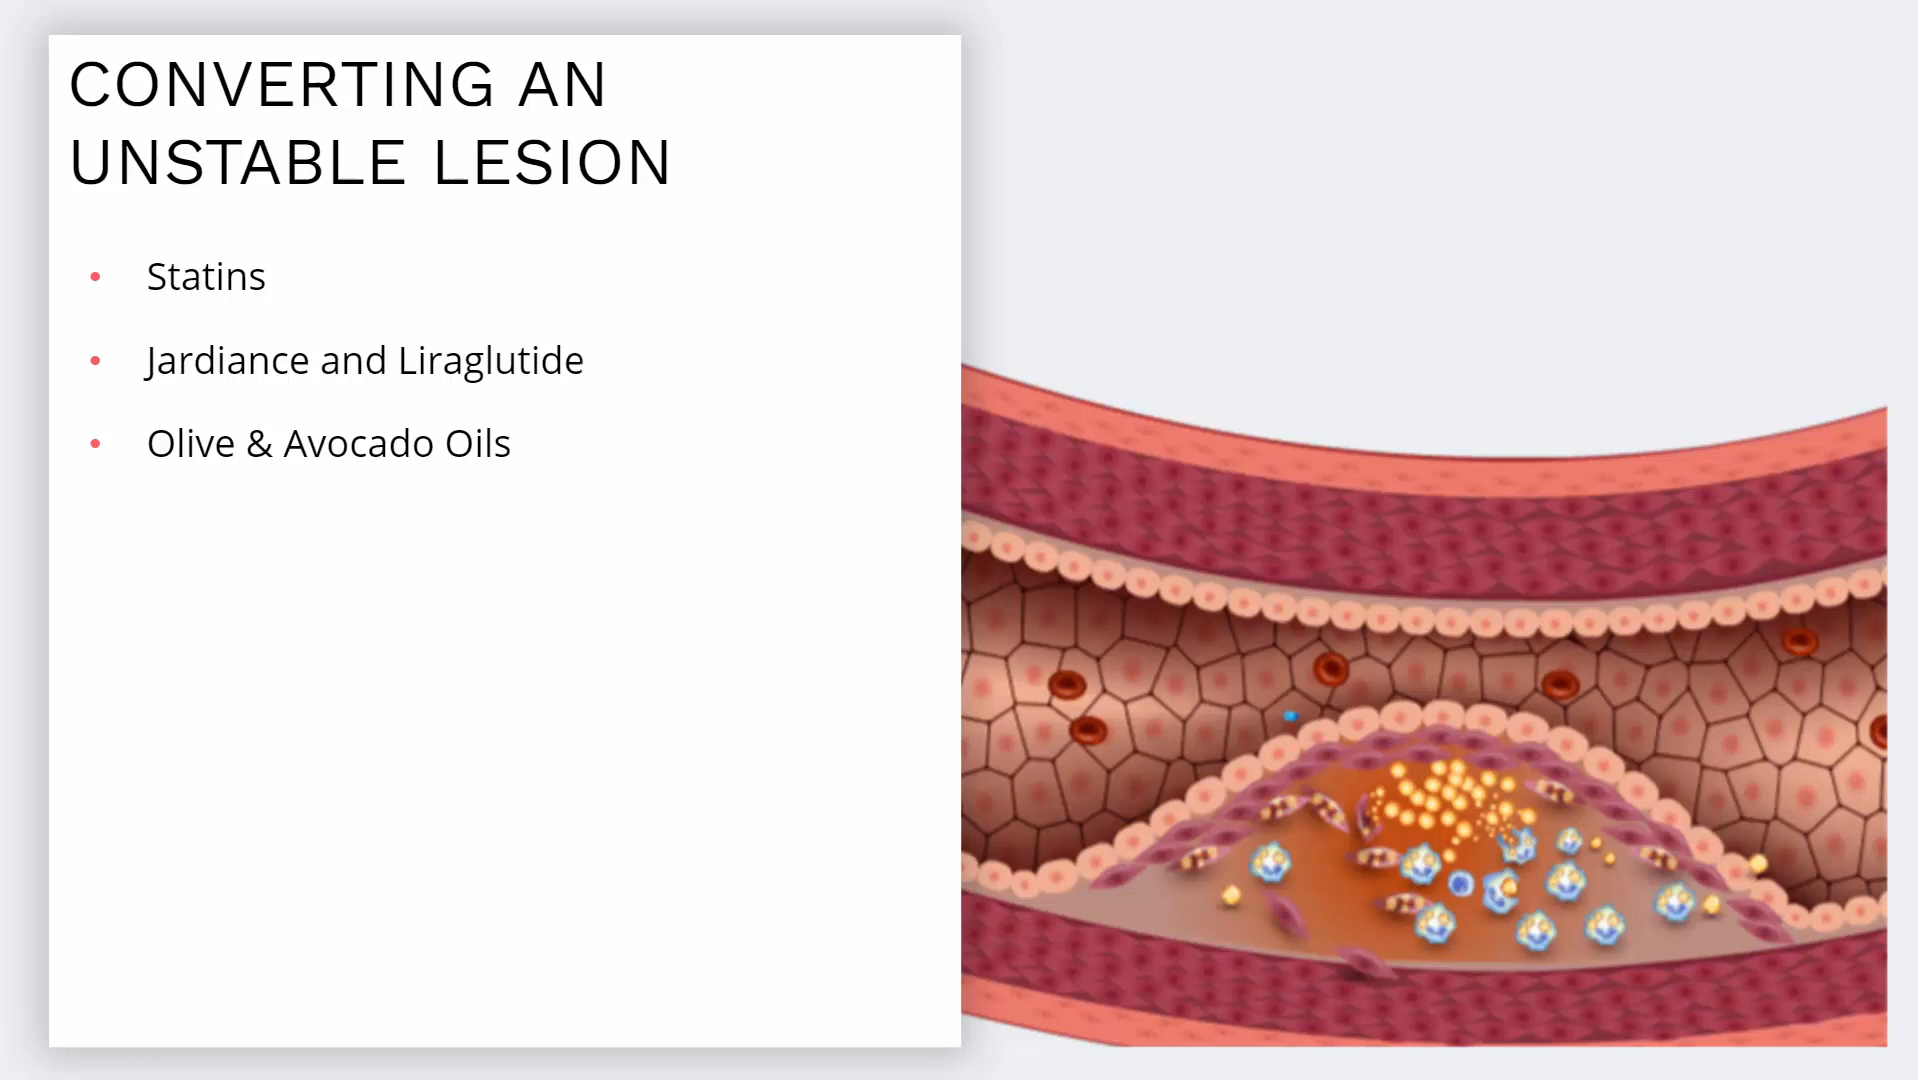 CONVERTING AN
UNSTABLE LESION
• Statins
• Jardiance and Liraglutide
• Olive & Avocado Oils